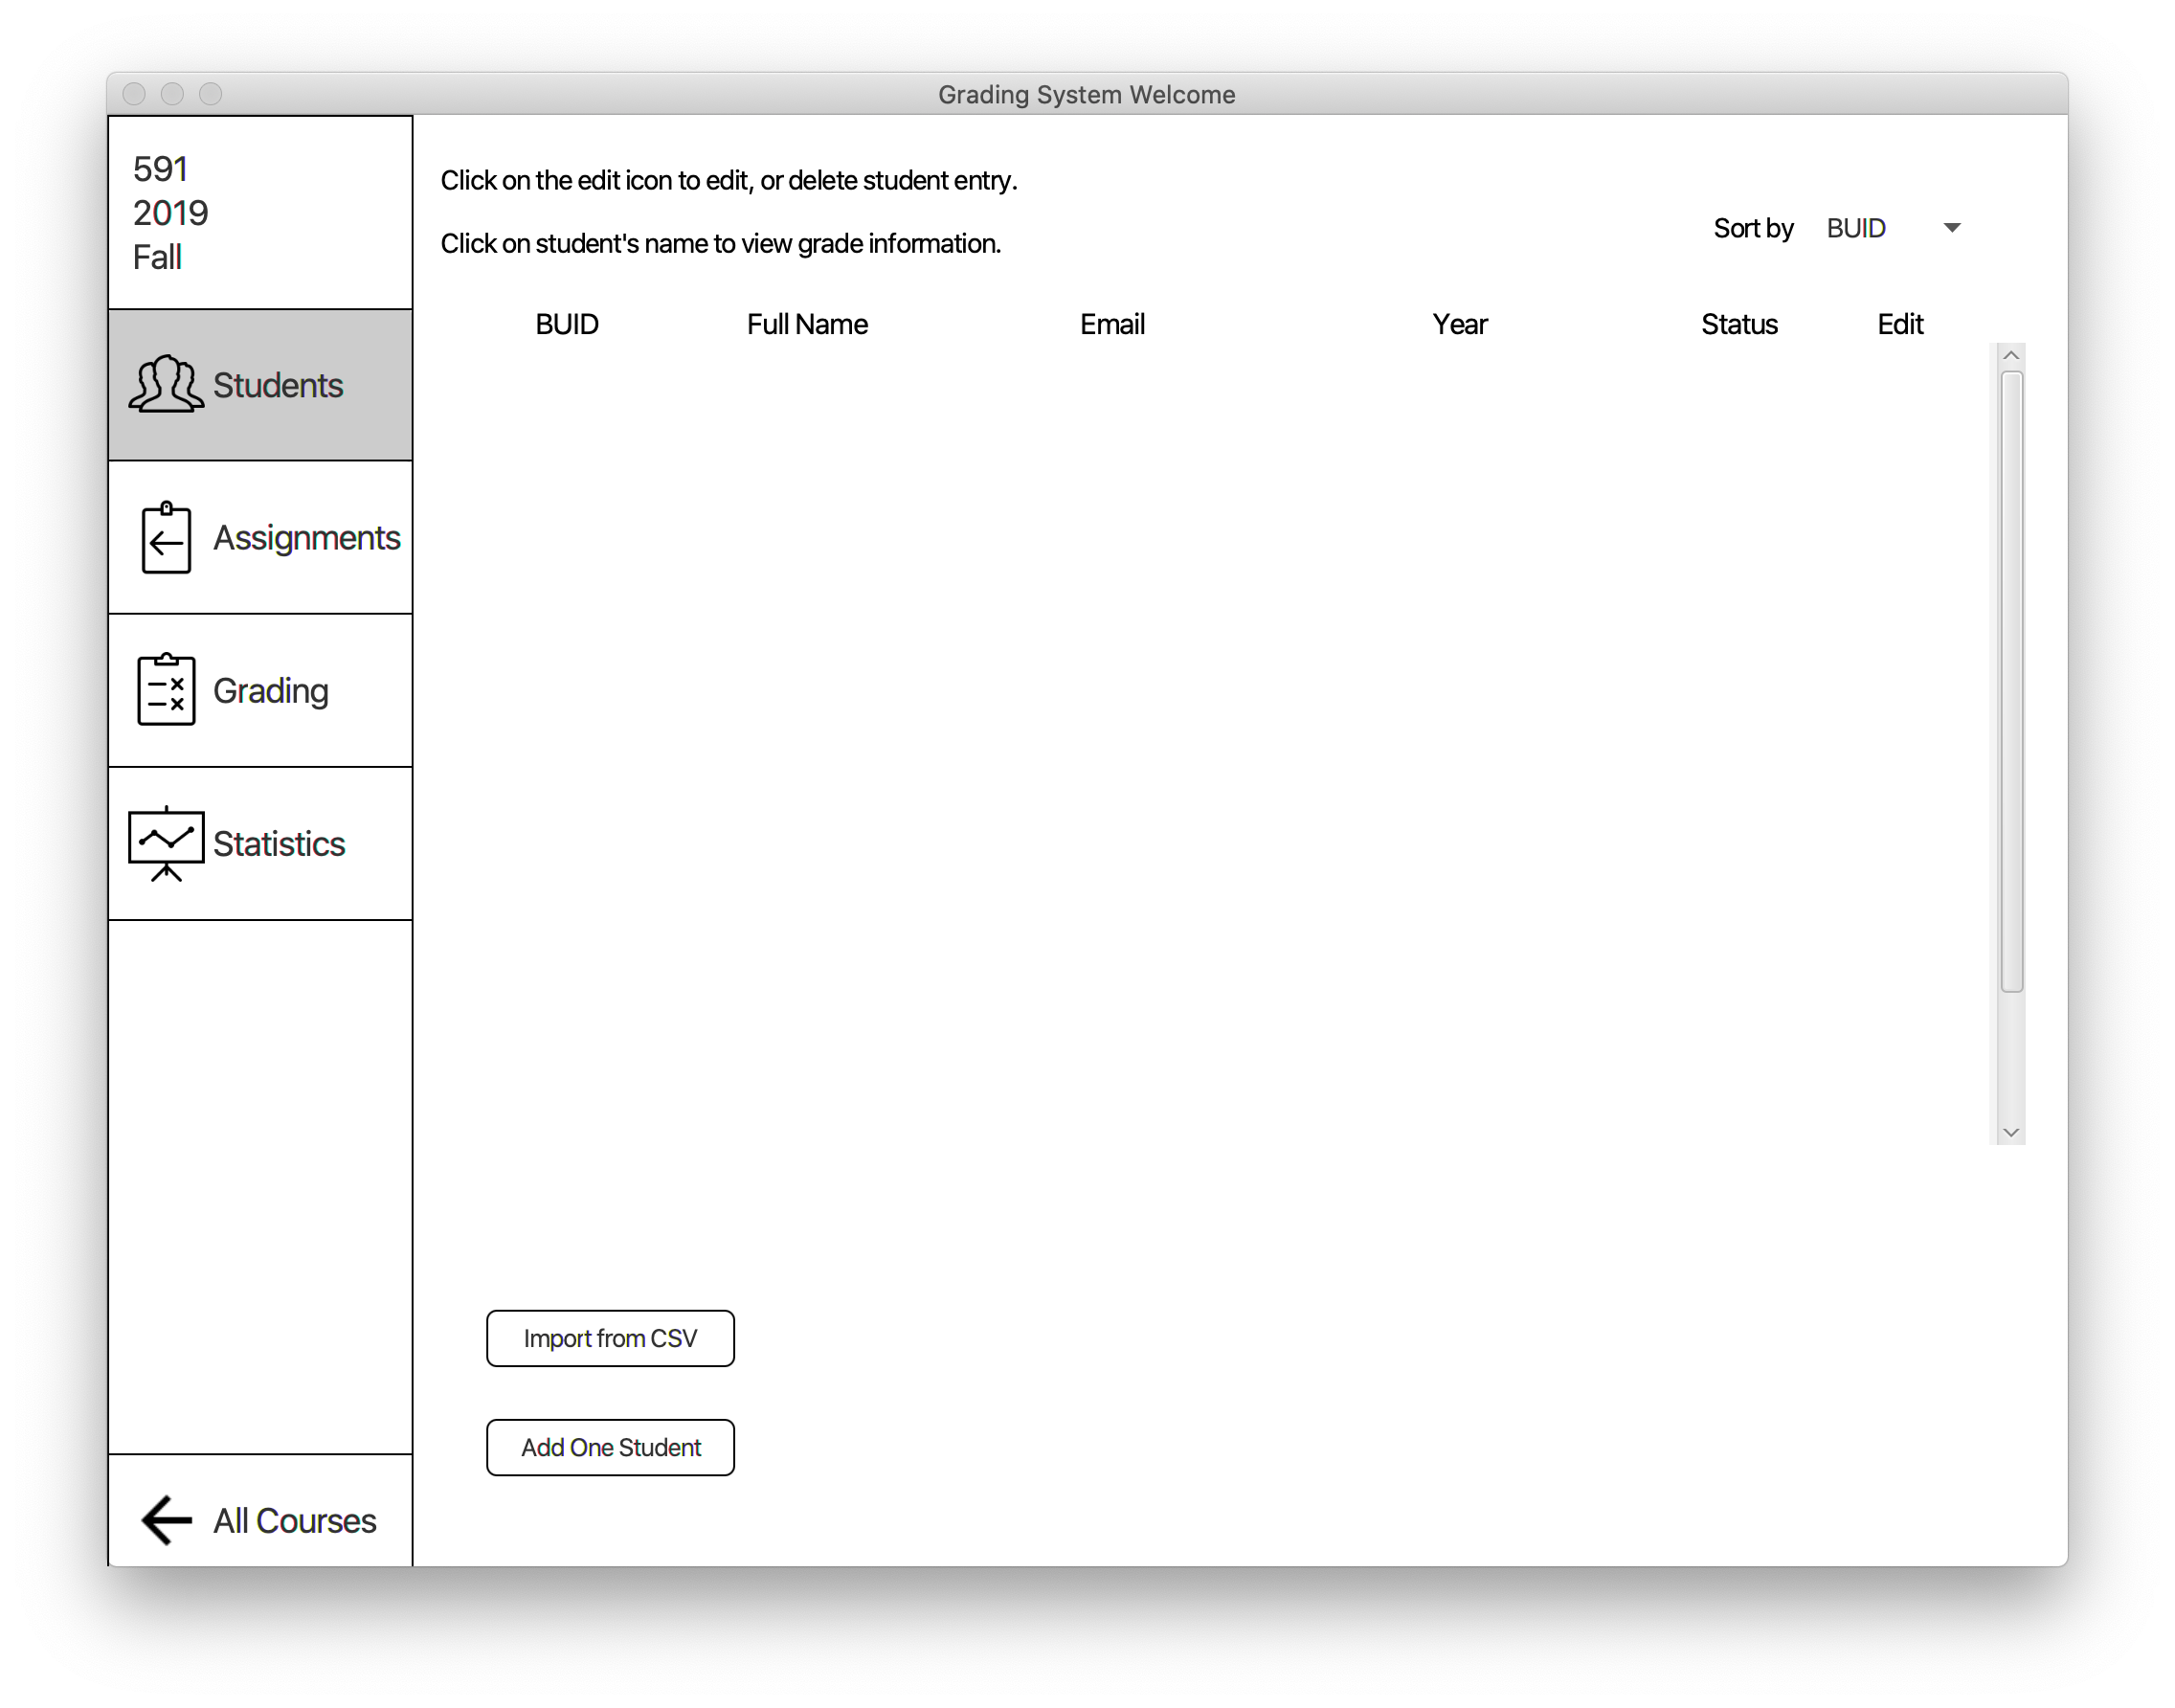 Grading System Welcome
591
2019
Fall
Students
Assignments
Grading
Statistics
All Courses
Click on the edit icon to edit, or delete student entry.
Click on student's name to view grade information.
Sort by BUID
BUID Full Name Email Year Status Edit
Import from CSV
Add One Student